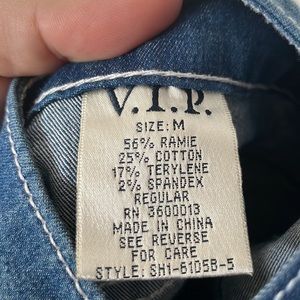 V.I.P.
SIZE: M
56% RAMIE
25% COTTON
17% TERYLENE
2% SPANDEX
REGULAR
RN 3600013
MADE IN CHINA
SEE REVERSE
FOR CARE
STYLE: SH1-6105B-5